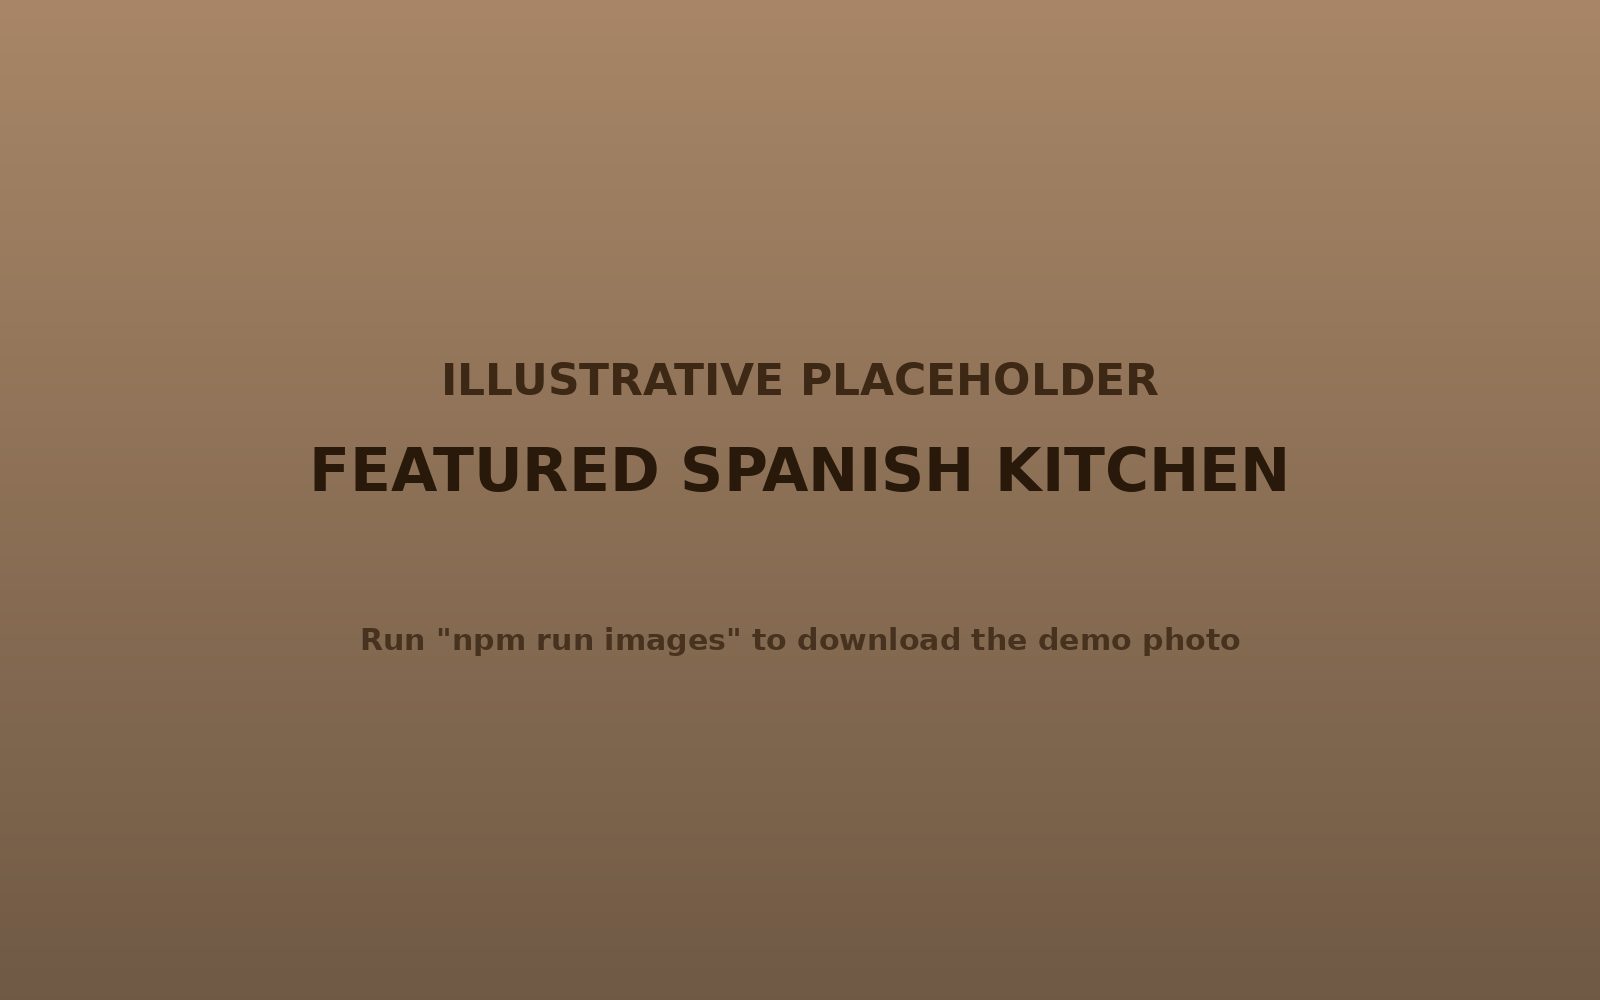 ILLUSTRATIVE PLACEHOLDER
FEATURED SPANISH KITCHEN
Run "npm run images" to download the demo photo